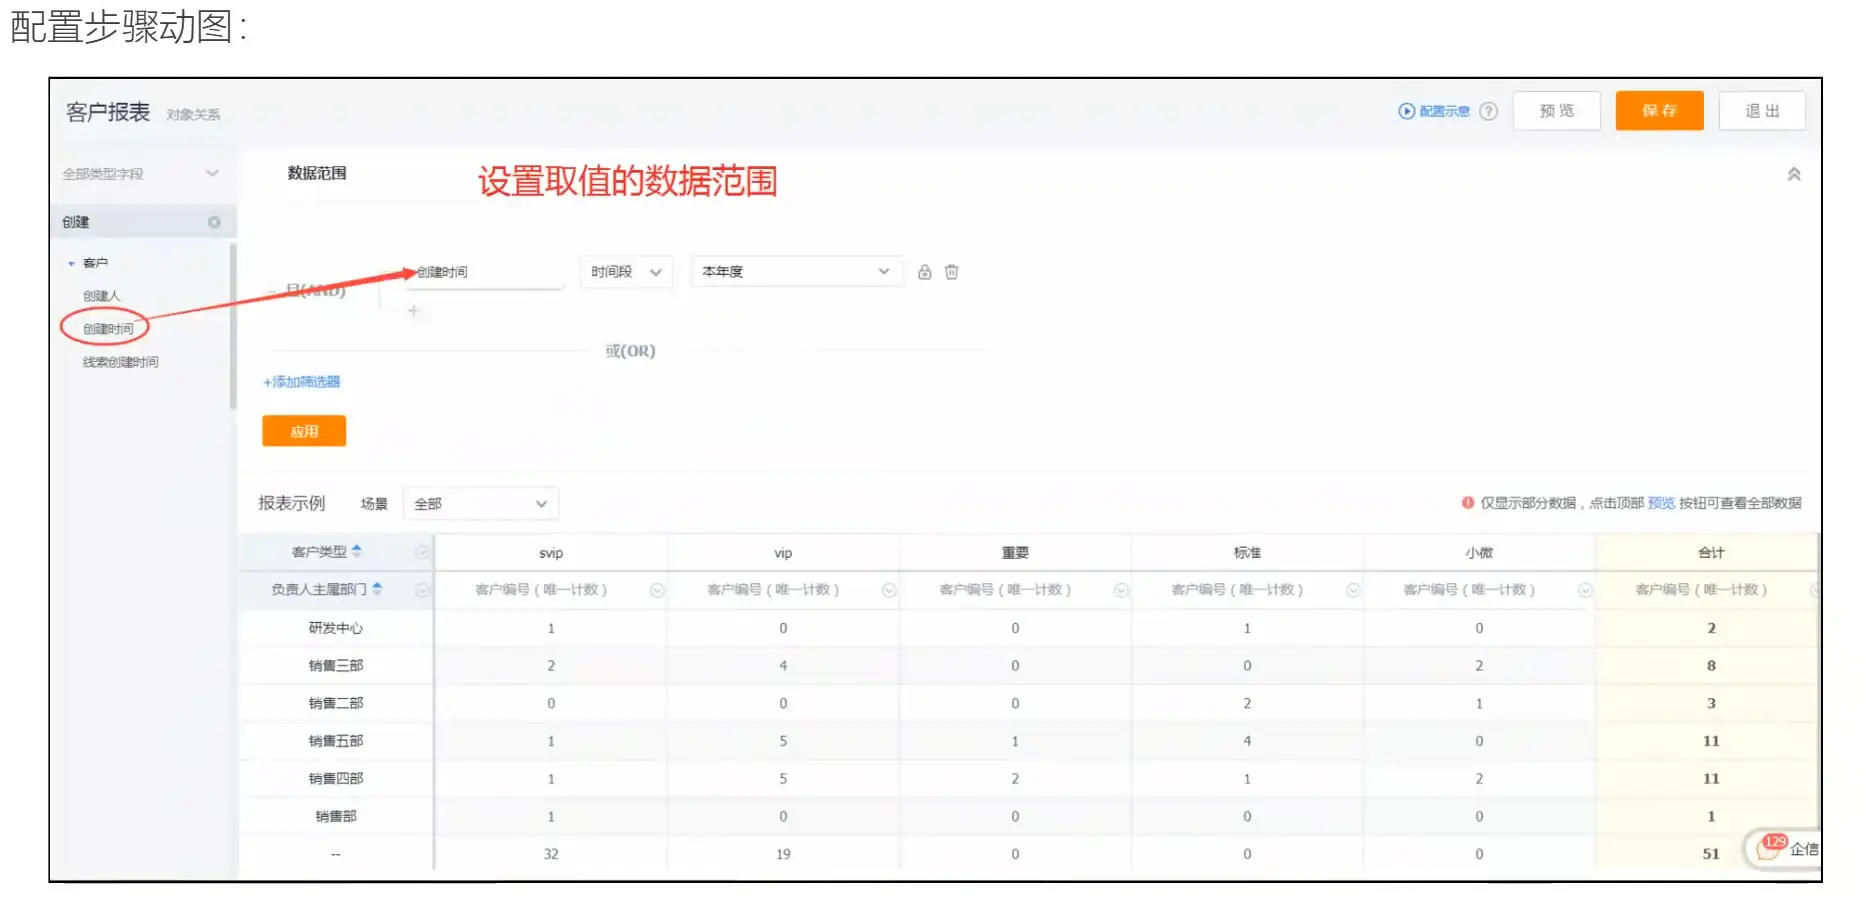 配置步骤动图：
客户报表 对象关系 配置示意 ? 预览 保存 退出
全部类型字段 数据范围 设置取值的数据范围
创建
客户
创建人
创建时间
线索创建时间
且(AND) 创建时间 时间段 本年度
+
或(OR)
+添加筛选器
应用
报表示例 场景 全部 仅显示部分数据，点击顶部 预览 按钮可查看全部数据
客户类型 svip vip 重要 标准 小微 合计
负责人主属部门 客户编号（唯一计数） 客户编号（唯一计数） 客户编号（唯一计数） 客户编号（唯一计数） 客户编号（唯一计数） 客户编号（唯一计数）
研发中心 1 0 0 1 0 2
销售三部 2 4 0 0 2 8
销售二部 0 0 0 2 1 3
销售五部 1 5 1 4 0 11
销售四部 1 5 2 1 2 11
销售部 1 0 0 0 0 1
-- 32 19 0 0 0 51
129 企信